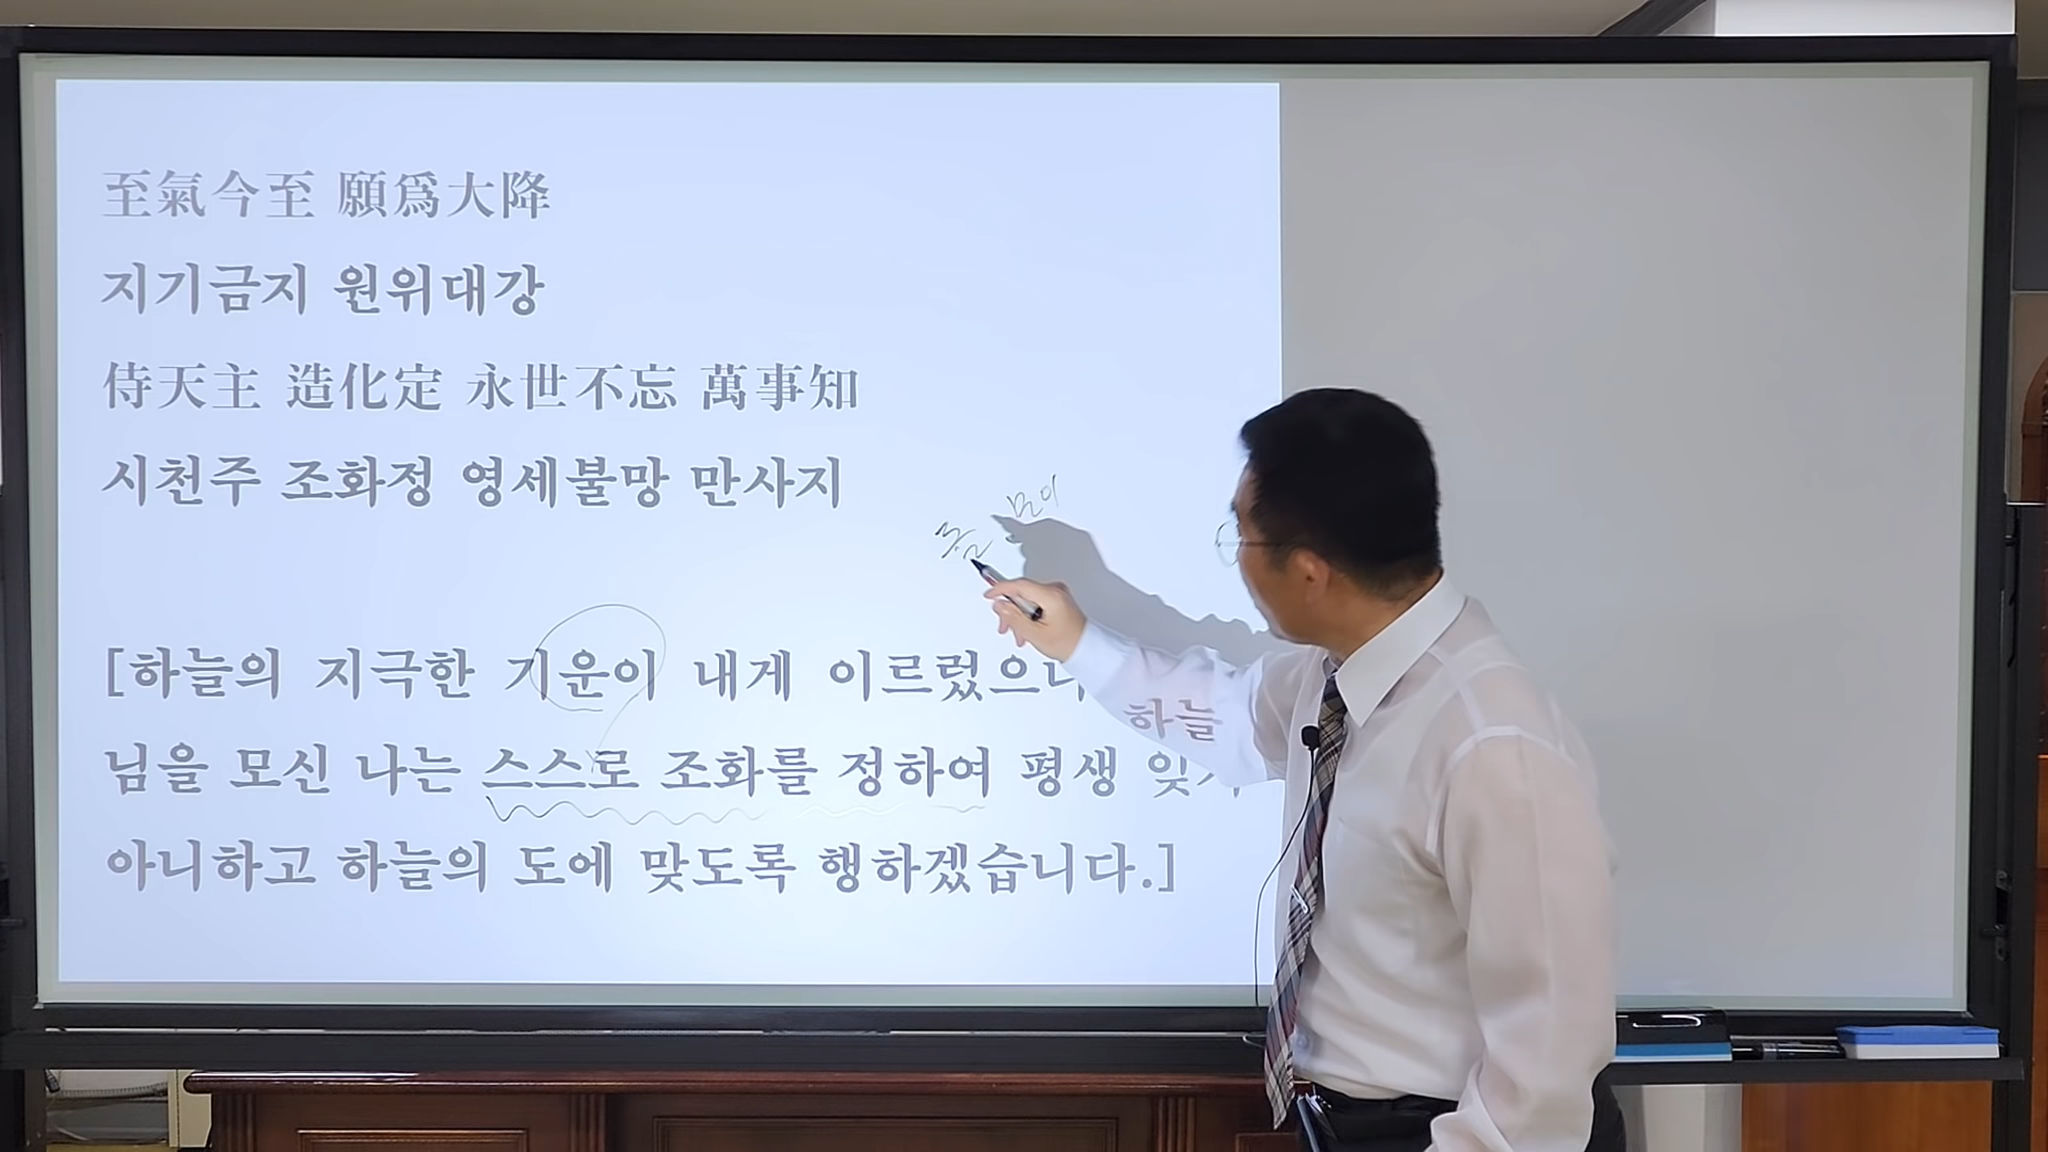 至氣今至 願爲大降
지기금지 원위대강
侍天主 造化定 永世不忘 萬事知
시천주 조화정 영세불망 만사지
[하늘의 지극한 기운이 내게 이르렀으니 하늘
님을 모신 나는 스스로 조화를 정하여 평생 잊지
아니하고 하늘의 도에 맞도록 행하겠습니다.]